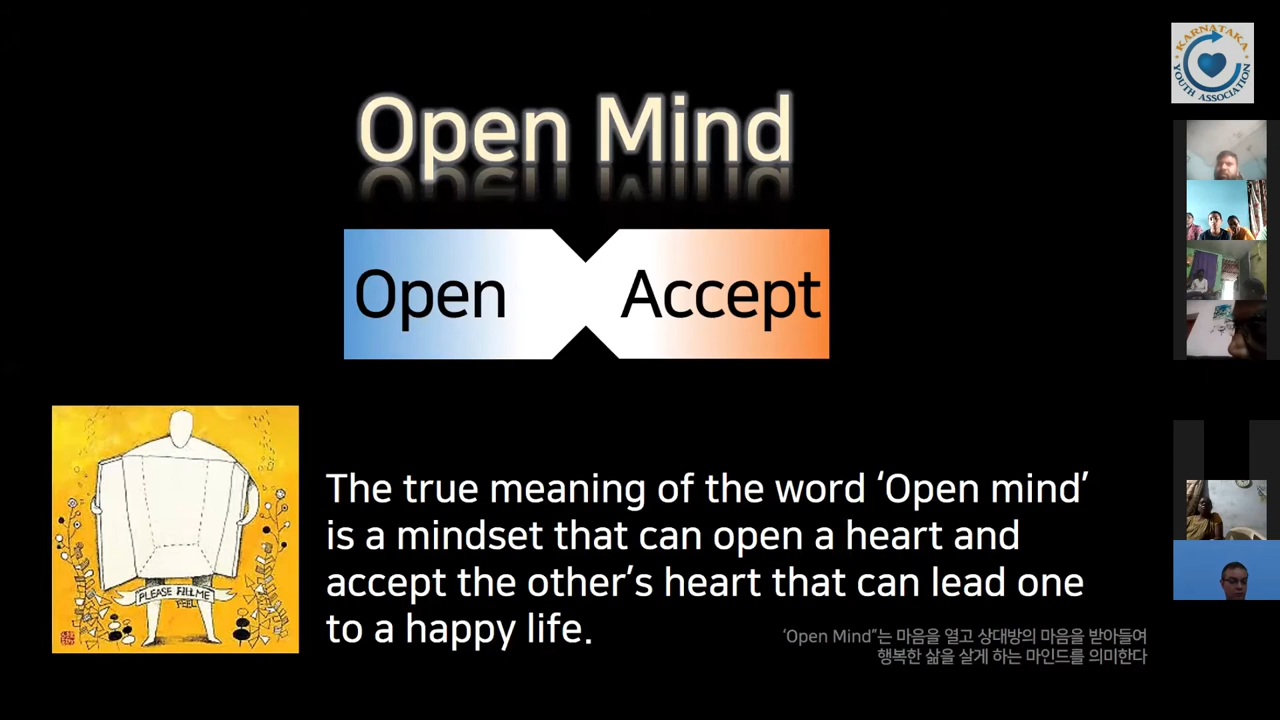 KARNATAKA
YOUTH ASSOCIATION
Open Mind
Open
Accept
The true meaning of the word ‘Open mind’
is a mindset that can open a heart and
accept the other’s heart that can lead one
to a happy life.
PLEASE FILL ME
FEEL
‘Open Mind”는 마음을 열고 상대방의 마음을 받아들여
행복한 삶을 살게 하는 마인드를 의미한다